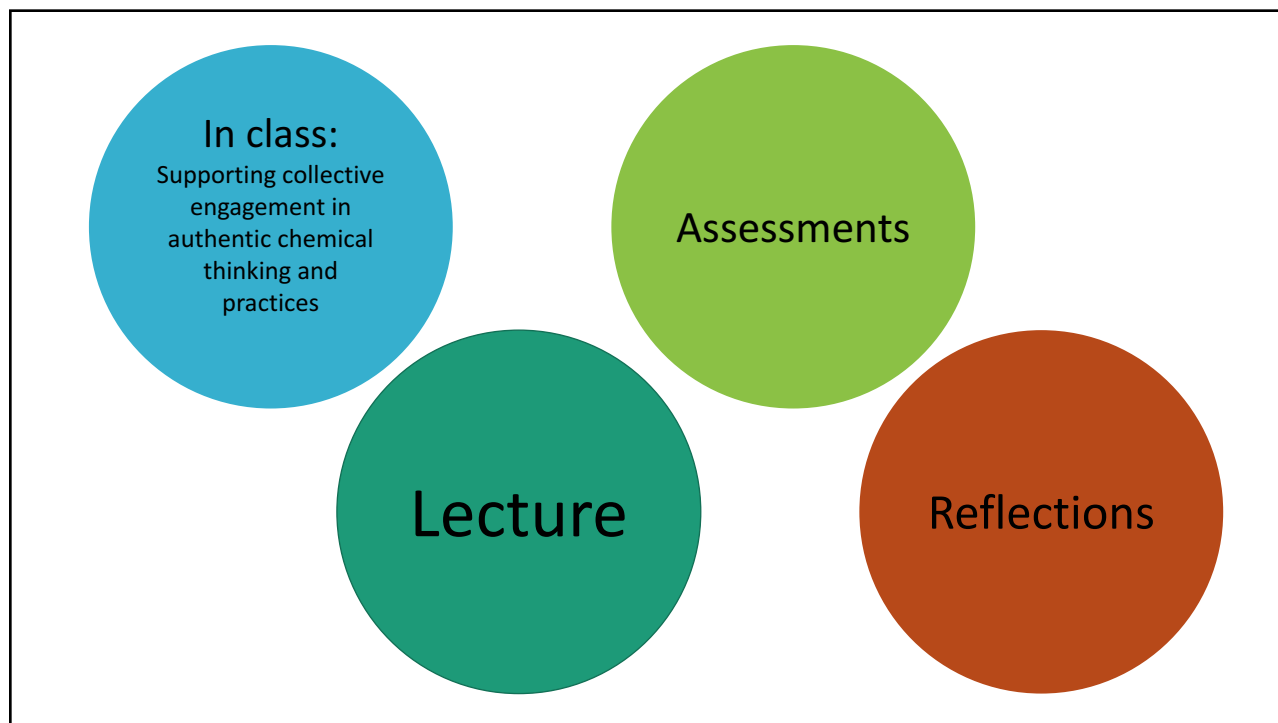 In class:
Supporting collective
engagement in
authentic chemical
thinking and
practices
Assessments
Lecture
Reflections